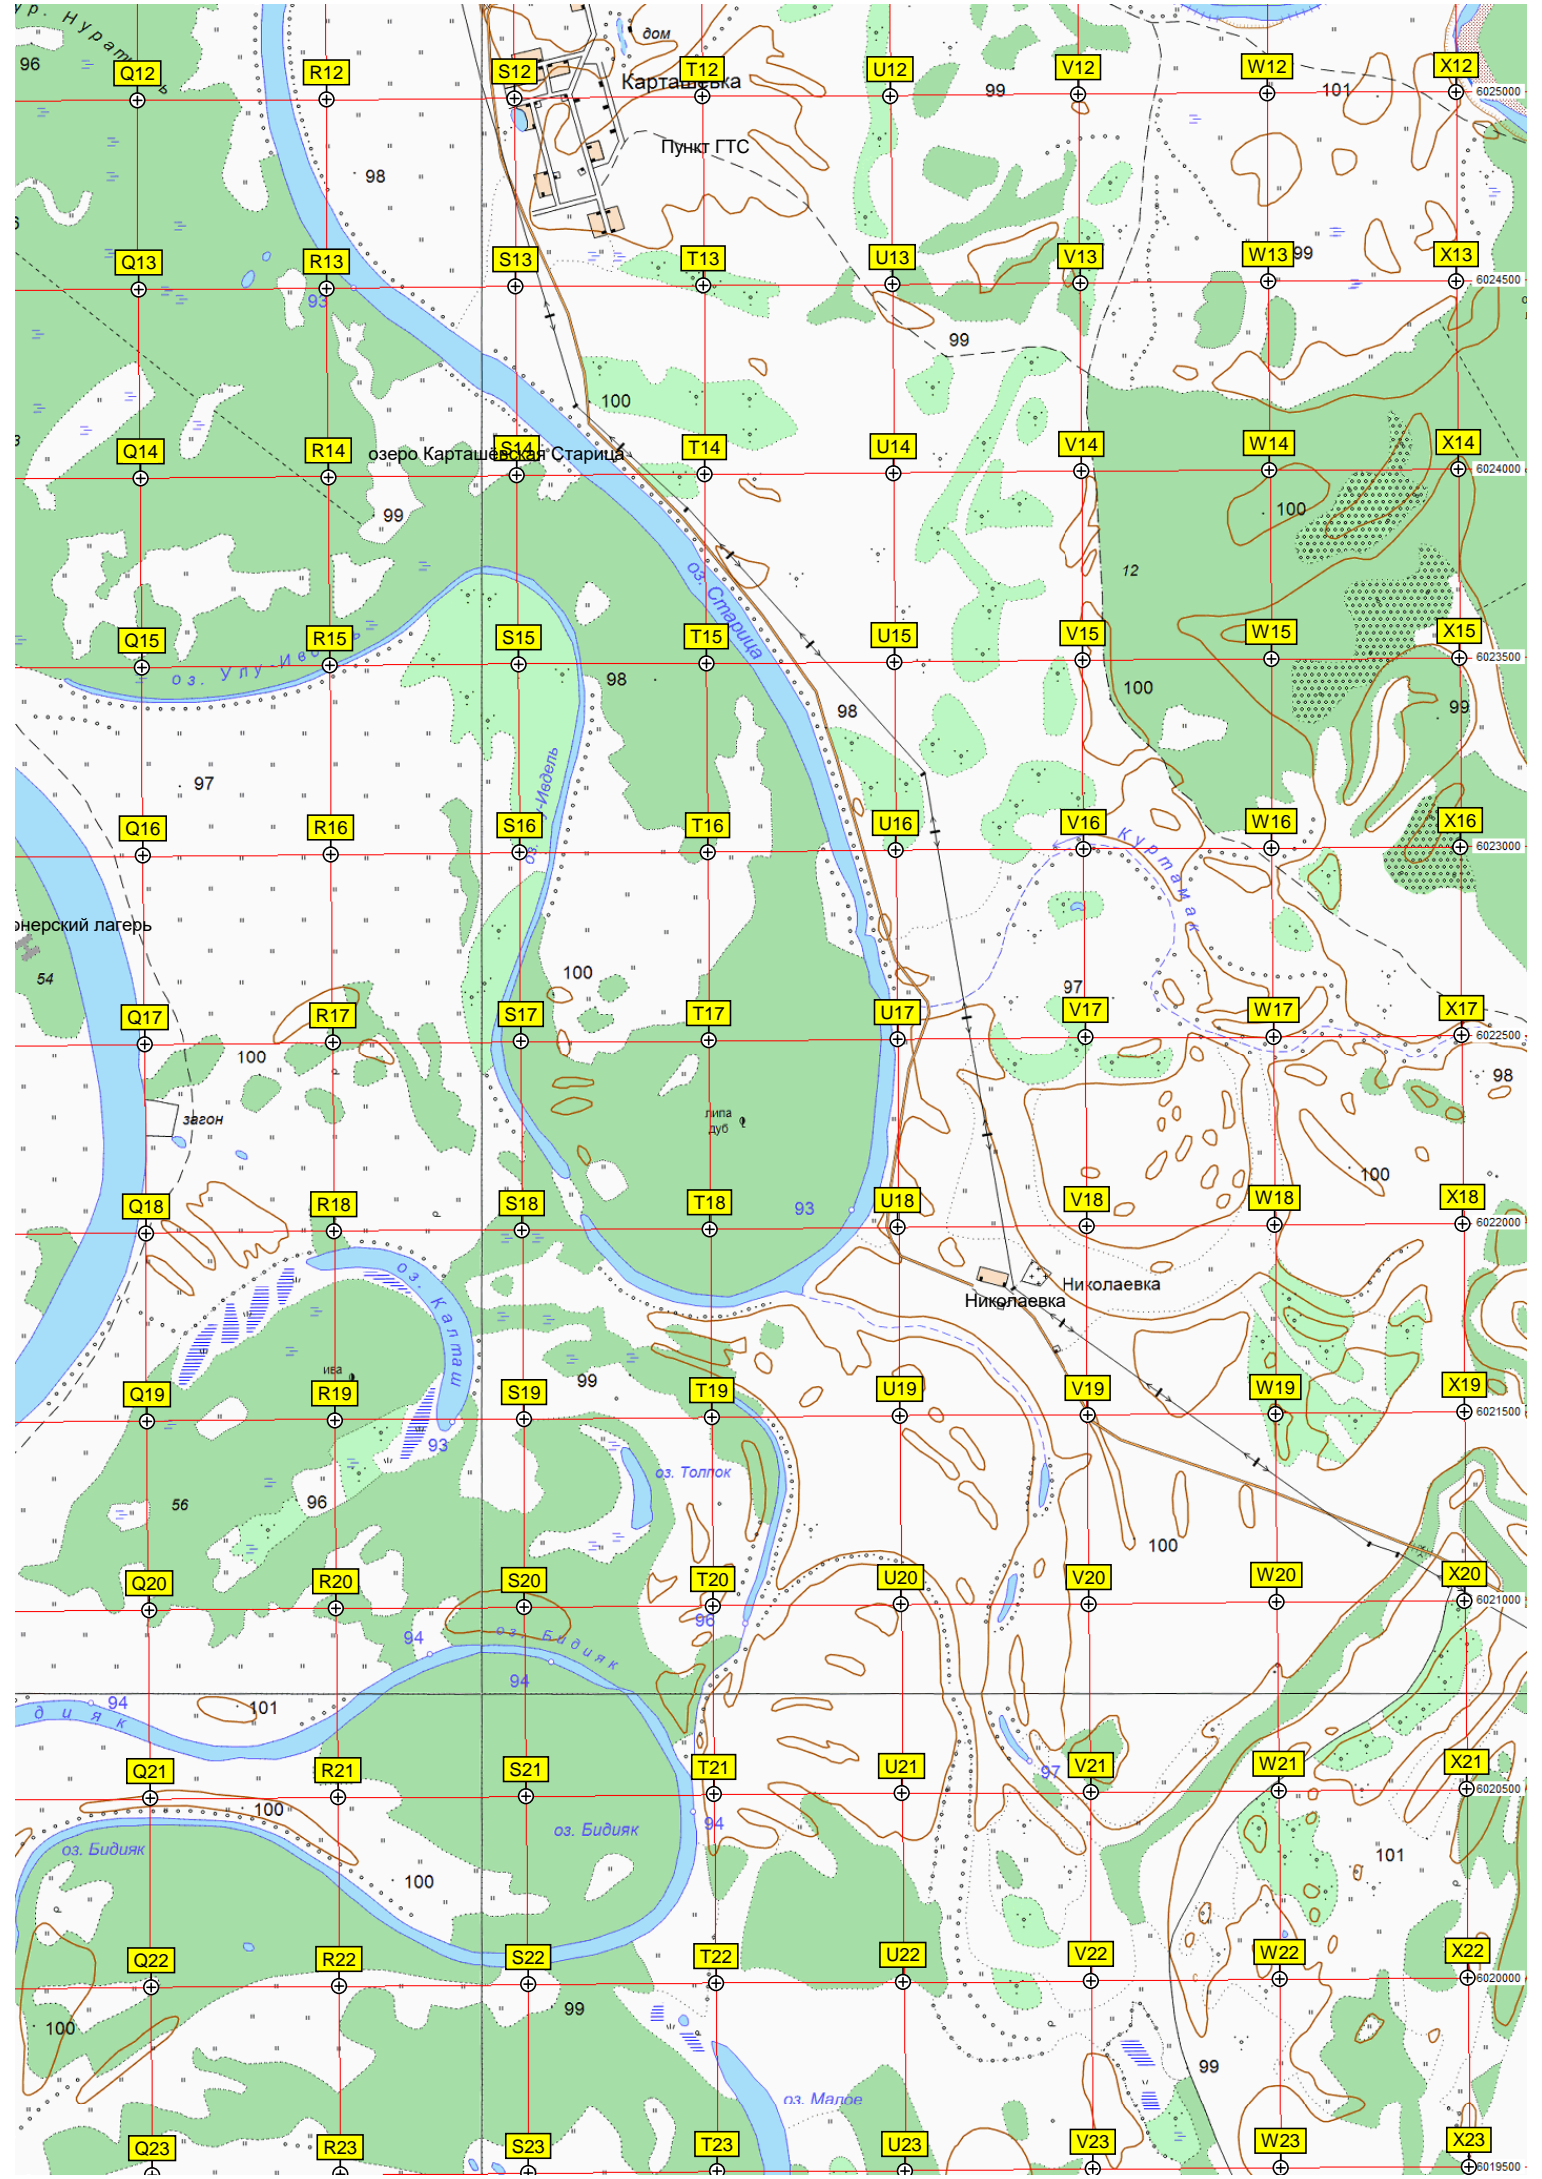 ур. Нурат
дом
96
Q12
R12
S12
Карташёвка
T12
U12
99
V12
W12
101
X12
6025000
Пункт ГТС
98
Q13
R13
93
S13
T13
U13
V13
W13
99
X13
6024500
99
100
Q14
R14
озеро Карташёвская Старица
S14
T14
U14
V14
W14
X14
6024000
99
100
12
оз. Старица
Q15
оз. Улу-Ив
R15
S15
T15
U15
V15
W15
X15
6023500
98
100
98
99
97
оз.
-Ивдель
Q16
R16
S16
T16
U16
V16
Куртамак
W16
X16
6023000
онерский лагерь
54
100
97
Q17
R17
S17
T17
U17
V17
W17
X17
6022500
100
98
загон
липа
дуб
100
Q18
R18
S18
T18
93
U18
V18
W18
X18
6022000
оз. Калташ
Николаевка
Николаевка
ива
99
Q19
R19
S19
T19
U19
V19
W19
X19
6021500
93
оз. Толпок
56
96
100
Q20
R20
S20
T20
U20
V20
W20
X20
6021000
96
94
оз. Бидияк
94
94
дияк
101
Q21
R21
S21
T21
U21
97
V21
W21
X21
6020500
100
94
оз. Бидияк
оз. Бидияк
101
100
Q22
R22
S22
T22
U22
V22
W22
X22
6020000
99
100
99
оз. Малое
Q23
R23
S23
T23
U23
V23
W23
X23
6019500